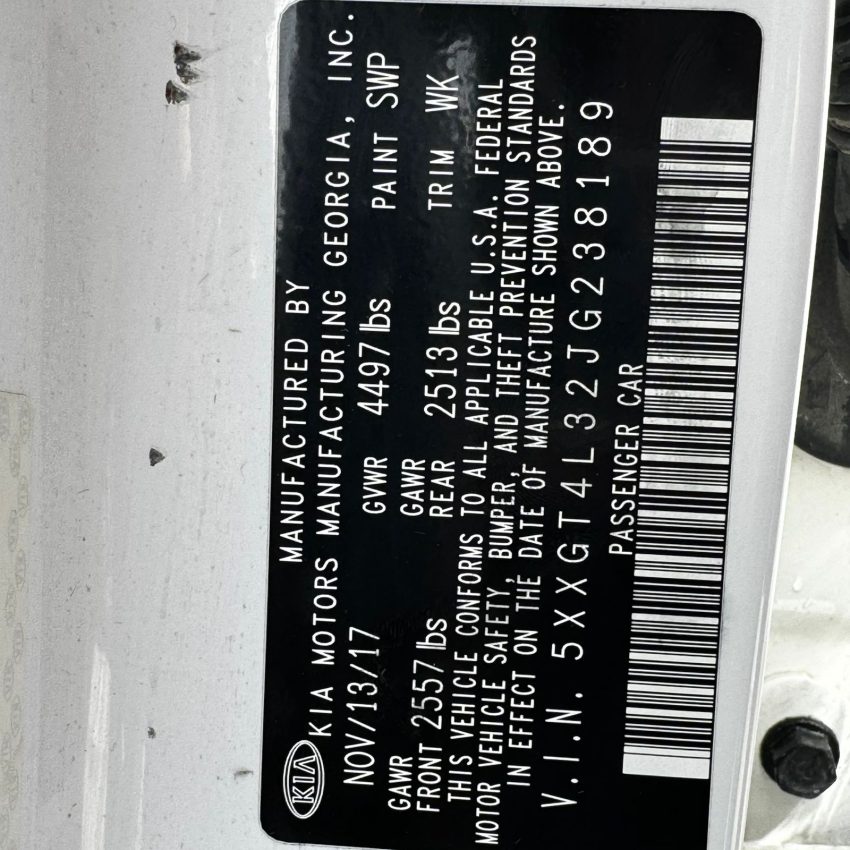 KIA
MANUFACTURED BY
KIA MOTORS MANUFACTURING GEORGIA, INC.
NOV/13/17 GVWR 4497 lbs PAINT SWP
GAWR FRONT 2557 lbs GAWR REAR 2513 lbs TRIM WK
THIS VEHICLE CONFORMS TO ALL APPLICABLE U.S.A. FEDERAL
MOTOR VEHICLE SAFETY, BUMPER, AND THEFT PREVENTION STANDARDS
IN EFFECT ON THE DATE OF MANUFACTURE SHOWN ABOVE.
V.I.N. 5XXGT4L32JG238189
PASSENGER CAR